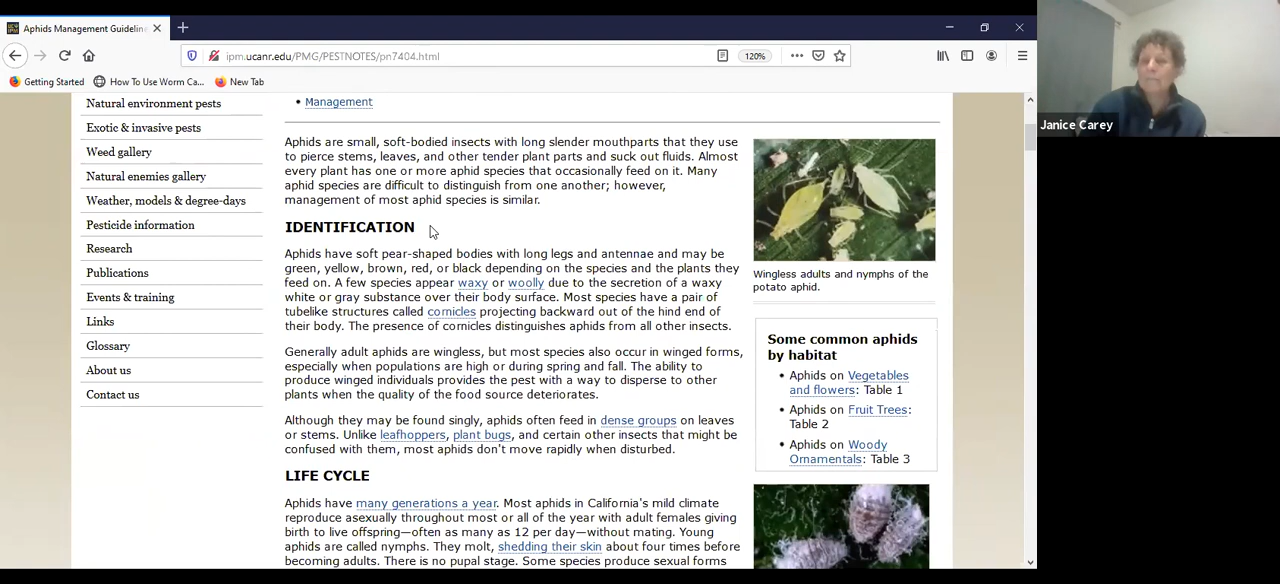 Aphids Management Guideline
ipm.ucanr.edu/PMG/PESTNOTES/pn7404.html
120%
Getting Started
How To Use Worm Ca...
New Tab
Janice Carey
Natural environment pests
Exotic & invasive pests
Weed gallery
Natural enemies gallery
Weather, models & degree-days
Pesticide information
Research
Publications
Events & training
Links
Glossary
About us
Contact us
• Management
Aphids are small, soft-bodied insects with long slender mouthparts that they use
to pierce stems, leaves, and other tender plant parts and suck out fluids. Almost
every plant has one or more aphid species that occasionally feed on it. Many
aphid species are difficult to distinguish from one another; however,
management of most aphid species is similar.
IDENTIFICATION
Aphids have soft pear-shaped bodies with long legs and antennae and may be
green, yellow, brown, red, or black depending on the species and the plants they
feed on. A few species appear waxy or woolly due to the secretion of a waxy
white or gray substance over their body surface. Most species have a pair of
tubelike structures called cornicles projecting backward out of the hind end of
their body. The presence of cornicles distinguishes aphids from all other insects.
Generally adult aphids are wingless, but most species also occur in winged forms,
especially when populations are high or during spring and fall. The ability to
produce winged individuals provides the pest with a way to disperse to other
plants when the quality of the food source deteriorates.
Although they may be found singly, aphids often feed in dense groups on leaves
or stems. Unlike leafhoppers, plant bugs, and certain other insects that might be
confused with them, most aphids don't move rapidly when disturbed.
LIFE CYCLE
Aphids have many generations a year. Most aphids in California's mild climate
reproduce asexually throughout most or all of the year with adult females giving
birth to live offspring—often as many as 12 per day—without mating. Young
aphids are called nymphs. They molt, shedding their skin about four times before
becoming adults. There is no pupal stage. Some species produce sexual forms
Wingless adults and nymphs of the
potato aphid.
Some common aphids
by habitat
• Aphids on Vegetables
and flowers: Table 1
• Aphids on Fruit Trees:
Table 2
• Aphids on Woody
Ornamentals: Table 3